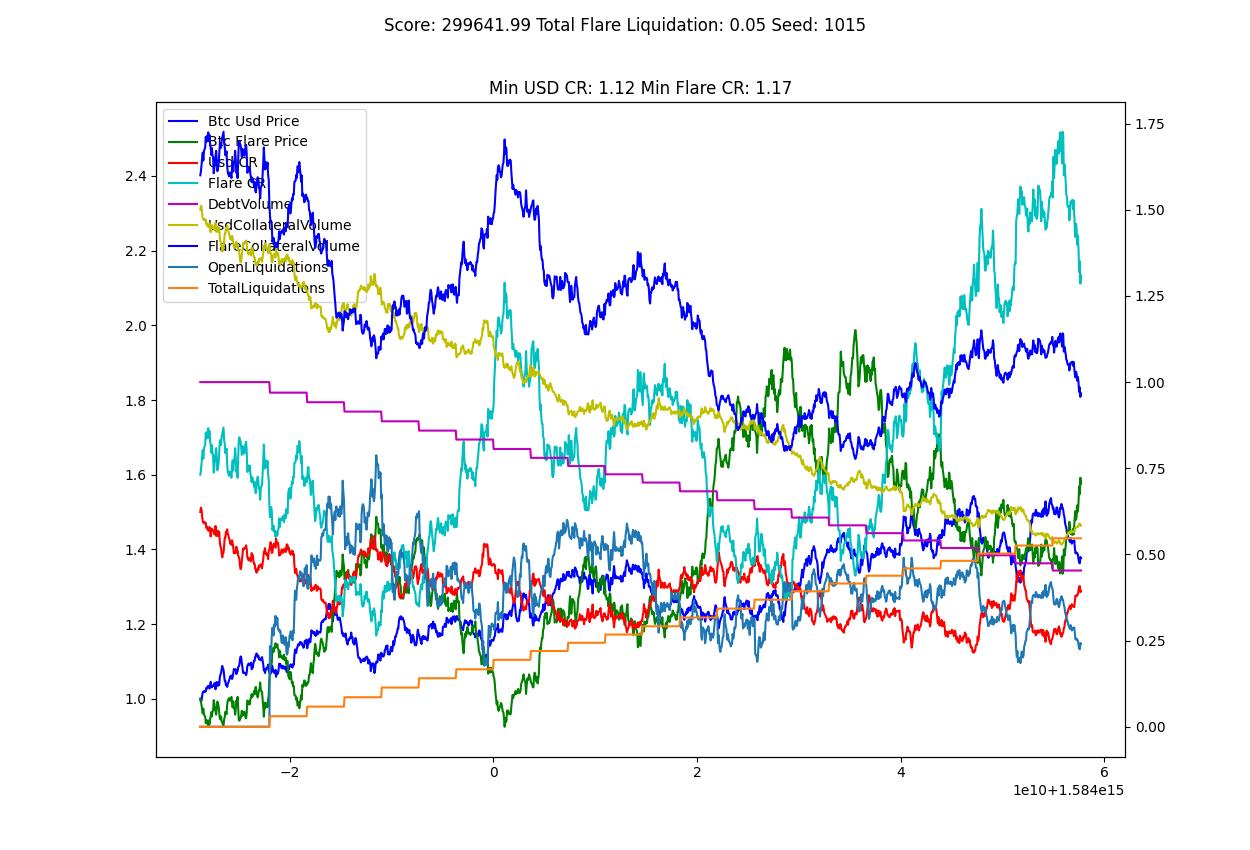 Score: 299641.99 Total Flare Liquidation: 0.05 Seed: 1015
Min USD CR: 1.12 Min Flare CR: 1.17
Btc Usd Price
Btc Flare Price
Usd CR
Flare CR
DebtVolume
UsdCollateralVolume
FlareCollateralVolume
OpenLiquidations
TotalLiquidations
2.4
2.2
2.0
1.8
1.6
1.4
1.2
1.0
1.75
1.50
1.25
1.00
0.75
0.50
0.25
0.00
−2
0
2
4
6
1e10+1.584e15